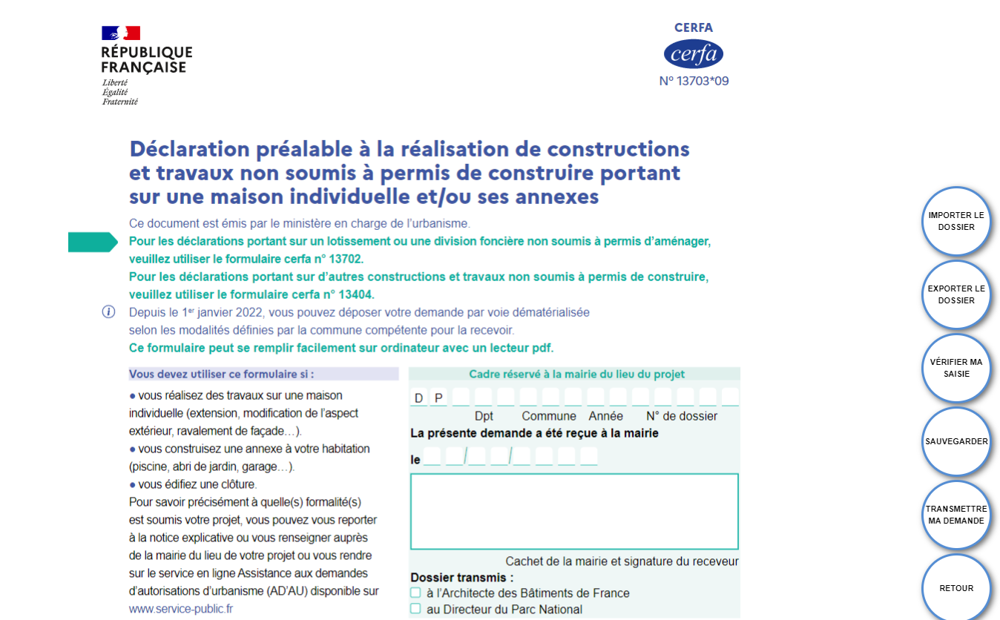 RÉPUBLIQUE
FRANÇAISE
Liberté
Égalité
Fraternité
CERFA
cerfa
N° 13703*09
Déclaration préalable à la réalisation de constructions
et travaux non soumis à permis de construire portant
sur une maison individuelle et/ou ses annexes
Ce document est émis par le ministère en charge de l’urbanisme.
Pour les déclarations portant sur un lotissement ou une division foncière non soumis à permis d’aménager,
veuillez utiliser le formulaire cerfa n° 13702.
Pour les déclarations portant sur d’autres constructions et travaux non soumis à permis de construire,
veuillez utiliser le formulaire cerfa n° 13404.
i Depuis le 1er janvier 2022, vous pouvez déposer votre demande par voie dématérialisée
selon les modalités définies par la commune compétente pour la recevoir.
Ce formulaire peut se remplir facilement sur ordinateur avec un lecteur pdf.
Vous devez utiliser ce formulaire si :
● vous réalisez des travaux sur une maison
individuelle (extension, modification de l’aspect
extérieur, ravalement de façade…).
● vous construisez une annexe à votre habitation
(piscine, abri de jardin, garage…).
● vous édifiez une clôture.
Pour savoir précisément à quelle(s) formalité(s)
est soumis votre projet, vous pouvez vous reporter
à la notice explicative ou vous renseigner auprès
de la mairie du lieu de votre projet ou vous rendre
sur le service en ligne Assistance aux demandes
d’autorisations d’urbanisme (AD’AU) disponible sur
www.service-public.fr
Cadre réservé à la mairie du lieu du projet
D P
Dpt Commune Année N° de dossier
La présente demande a été reçue à la mairie
le / /
Cachet de la mairie et signature du receveur
Dossier transmis :
à l’Architecte des Bâtiments de France
au Directeur du Parc National
IMPORTER LE
DOSSIER
EXPORTER LE
DOSSIER
VÉRIFIER MA
SAISIE
SAUVEGARDER
TRANSMETTRE
MA DEMANDE
RETOUR